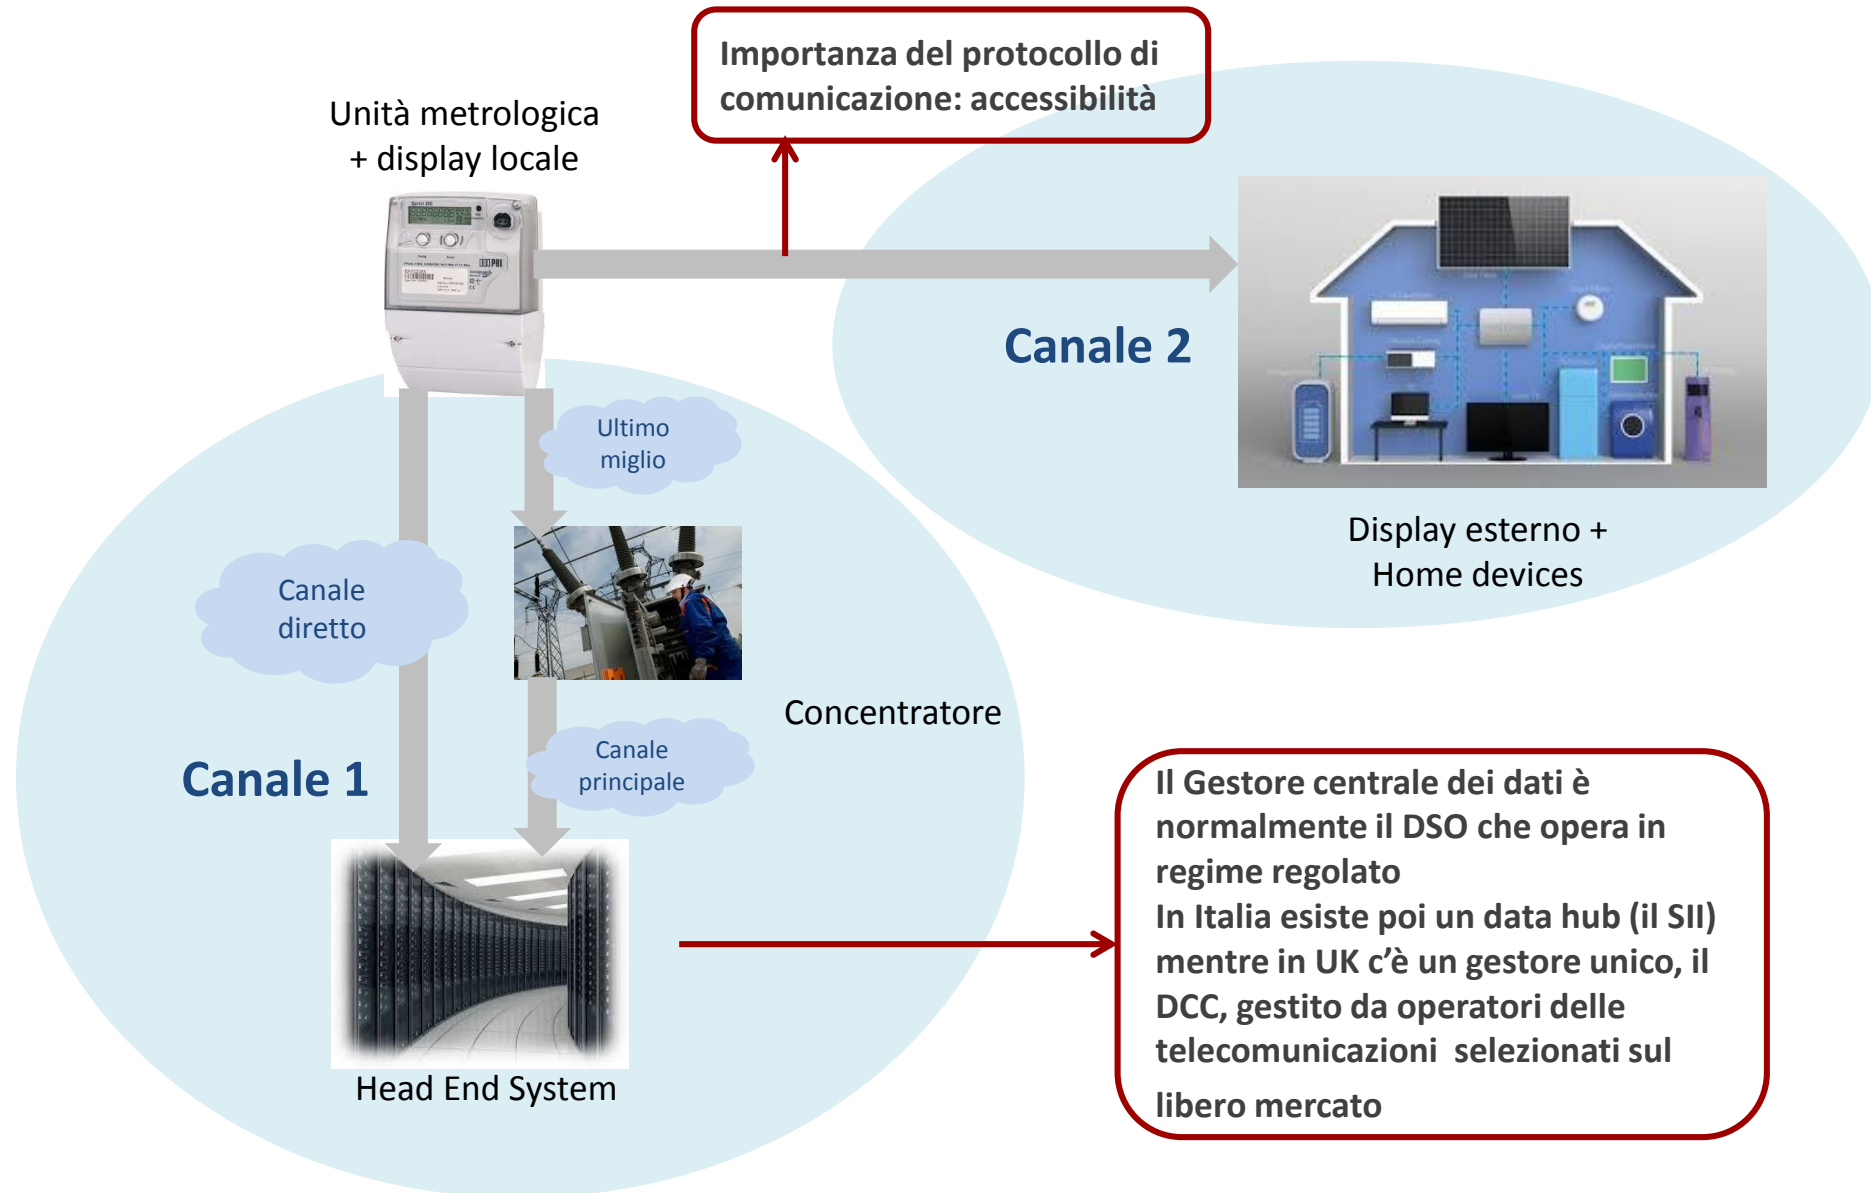 Importanza del protocollo di
comunicazione: accessibilità
Unità metrologica
+ display locale
PRI
Canale 2
Ultimo
miglio
Display esterno +
Home devices
Canale
diretto
Concentratore
Canale 1
Canale
principale
Head End System
Il Gestore centrale dei dati è
normalmente il DSO che opera in
regime regolato
In Italia esiste poi un data hub (il SII)
mentre in UK c’è un gestore unico, il
DCC, gestito da operatori delle
telecomunicazioni  selezionati sul
libero mercato